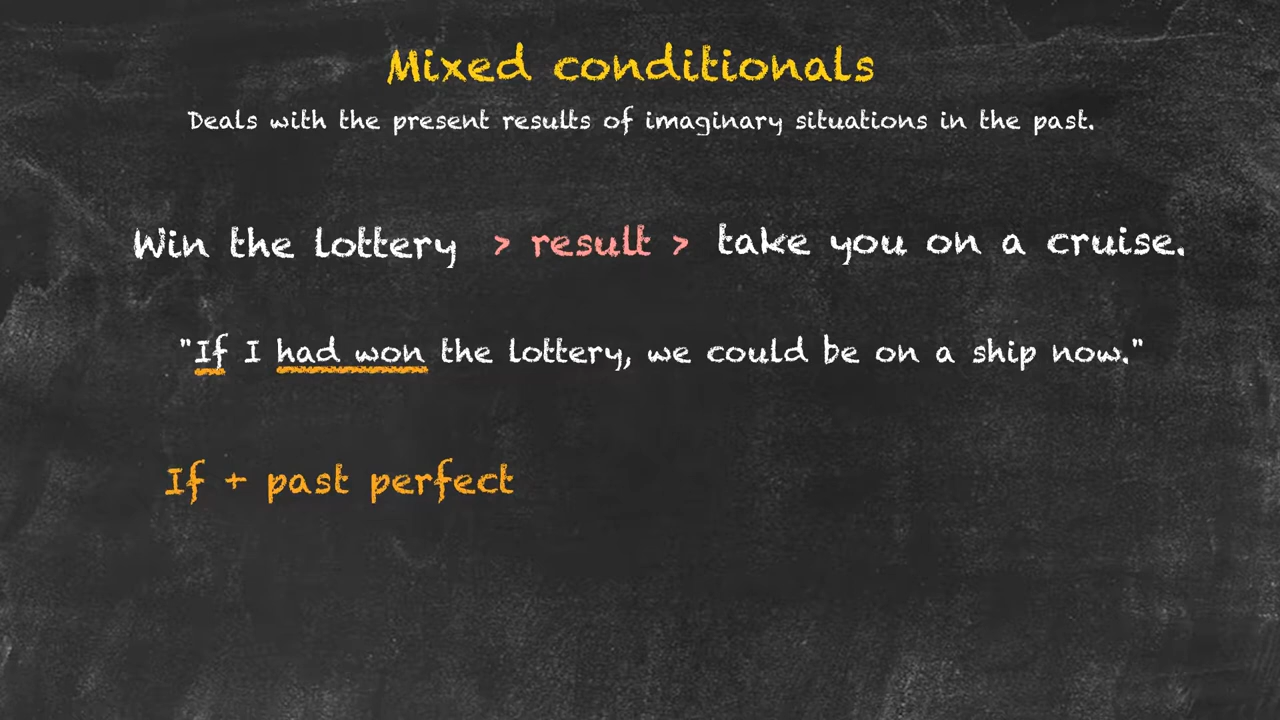 Mixed conditionals
Deals with the present results of imaginary situations in the past.
Win the lottery > result > take you on a cruise.
"If I had won the lottery, we could be on a ship now."
If + past perfect